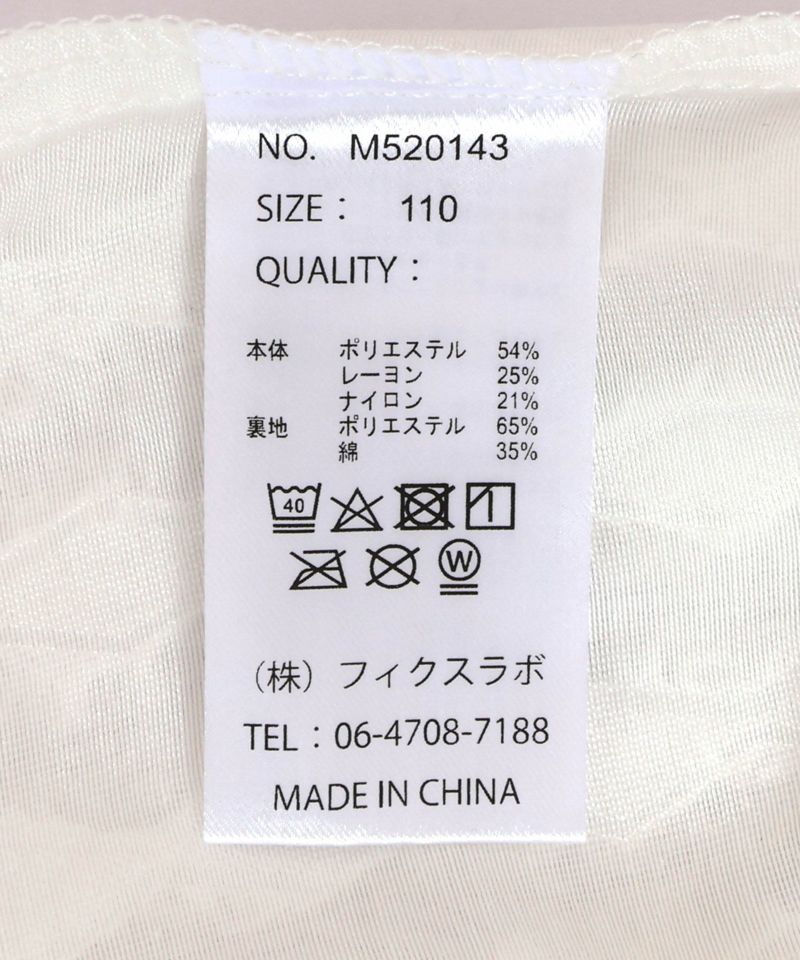 NO. M520143
SIZE : 110
QUALITY :
本体 ポリエステル 54%
レーヨン 25%
ナイロン 21%
裏地 ポリエステル 65%
綿 35%
40
W
(株) フィクスラボ
TEL : 06-4708-7188
MADE IN CHINA